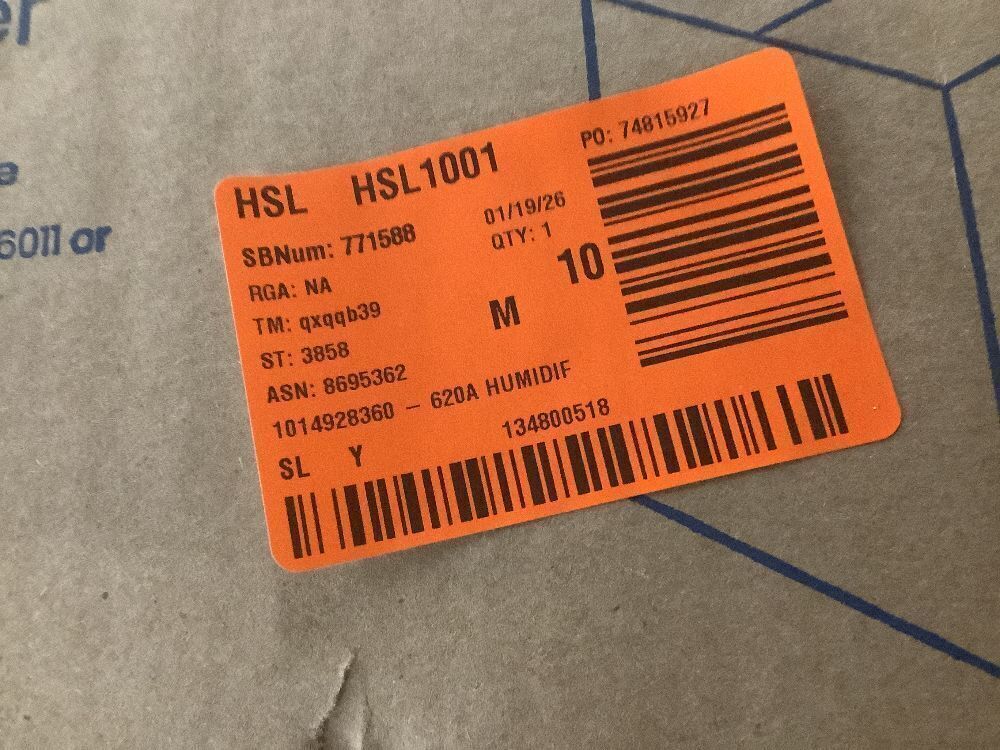 er
e
6011 or
HSL HSL1001
PO: 74815927
SBNum: 771588
01/19/26
RGA: NA
QTY: 1
TM: qxqqb39
M
10
ST: 3858
ASN: 8695362
1014928360 – 620A HUMIDIF
SL Y
134800518